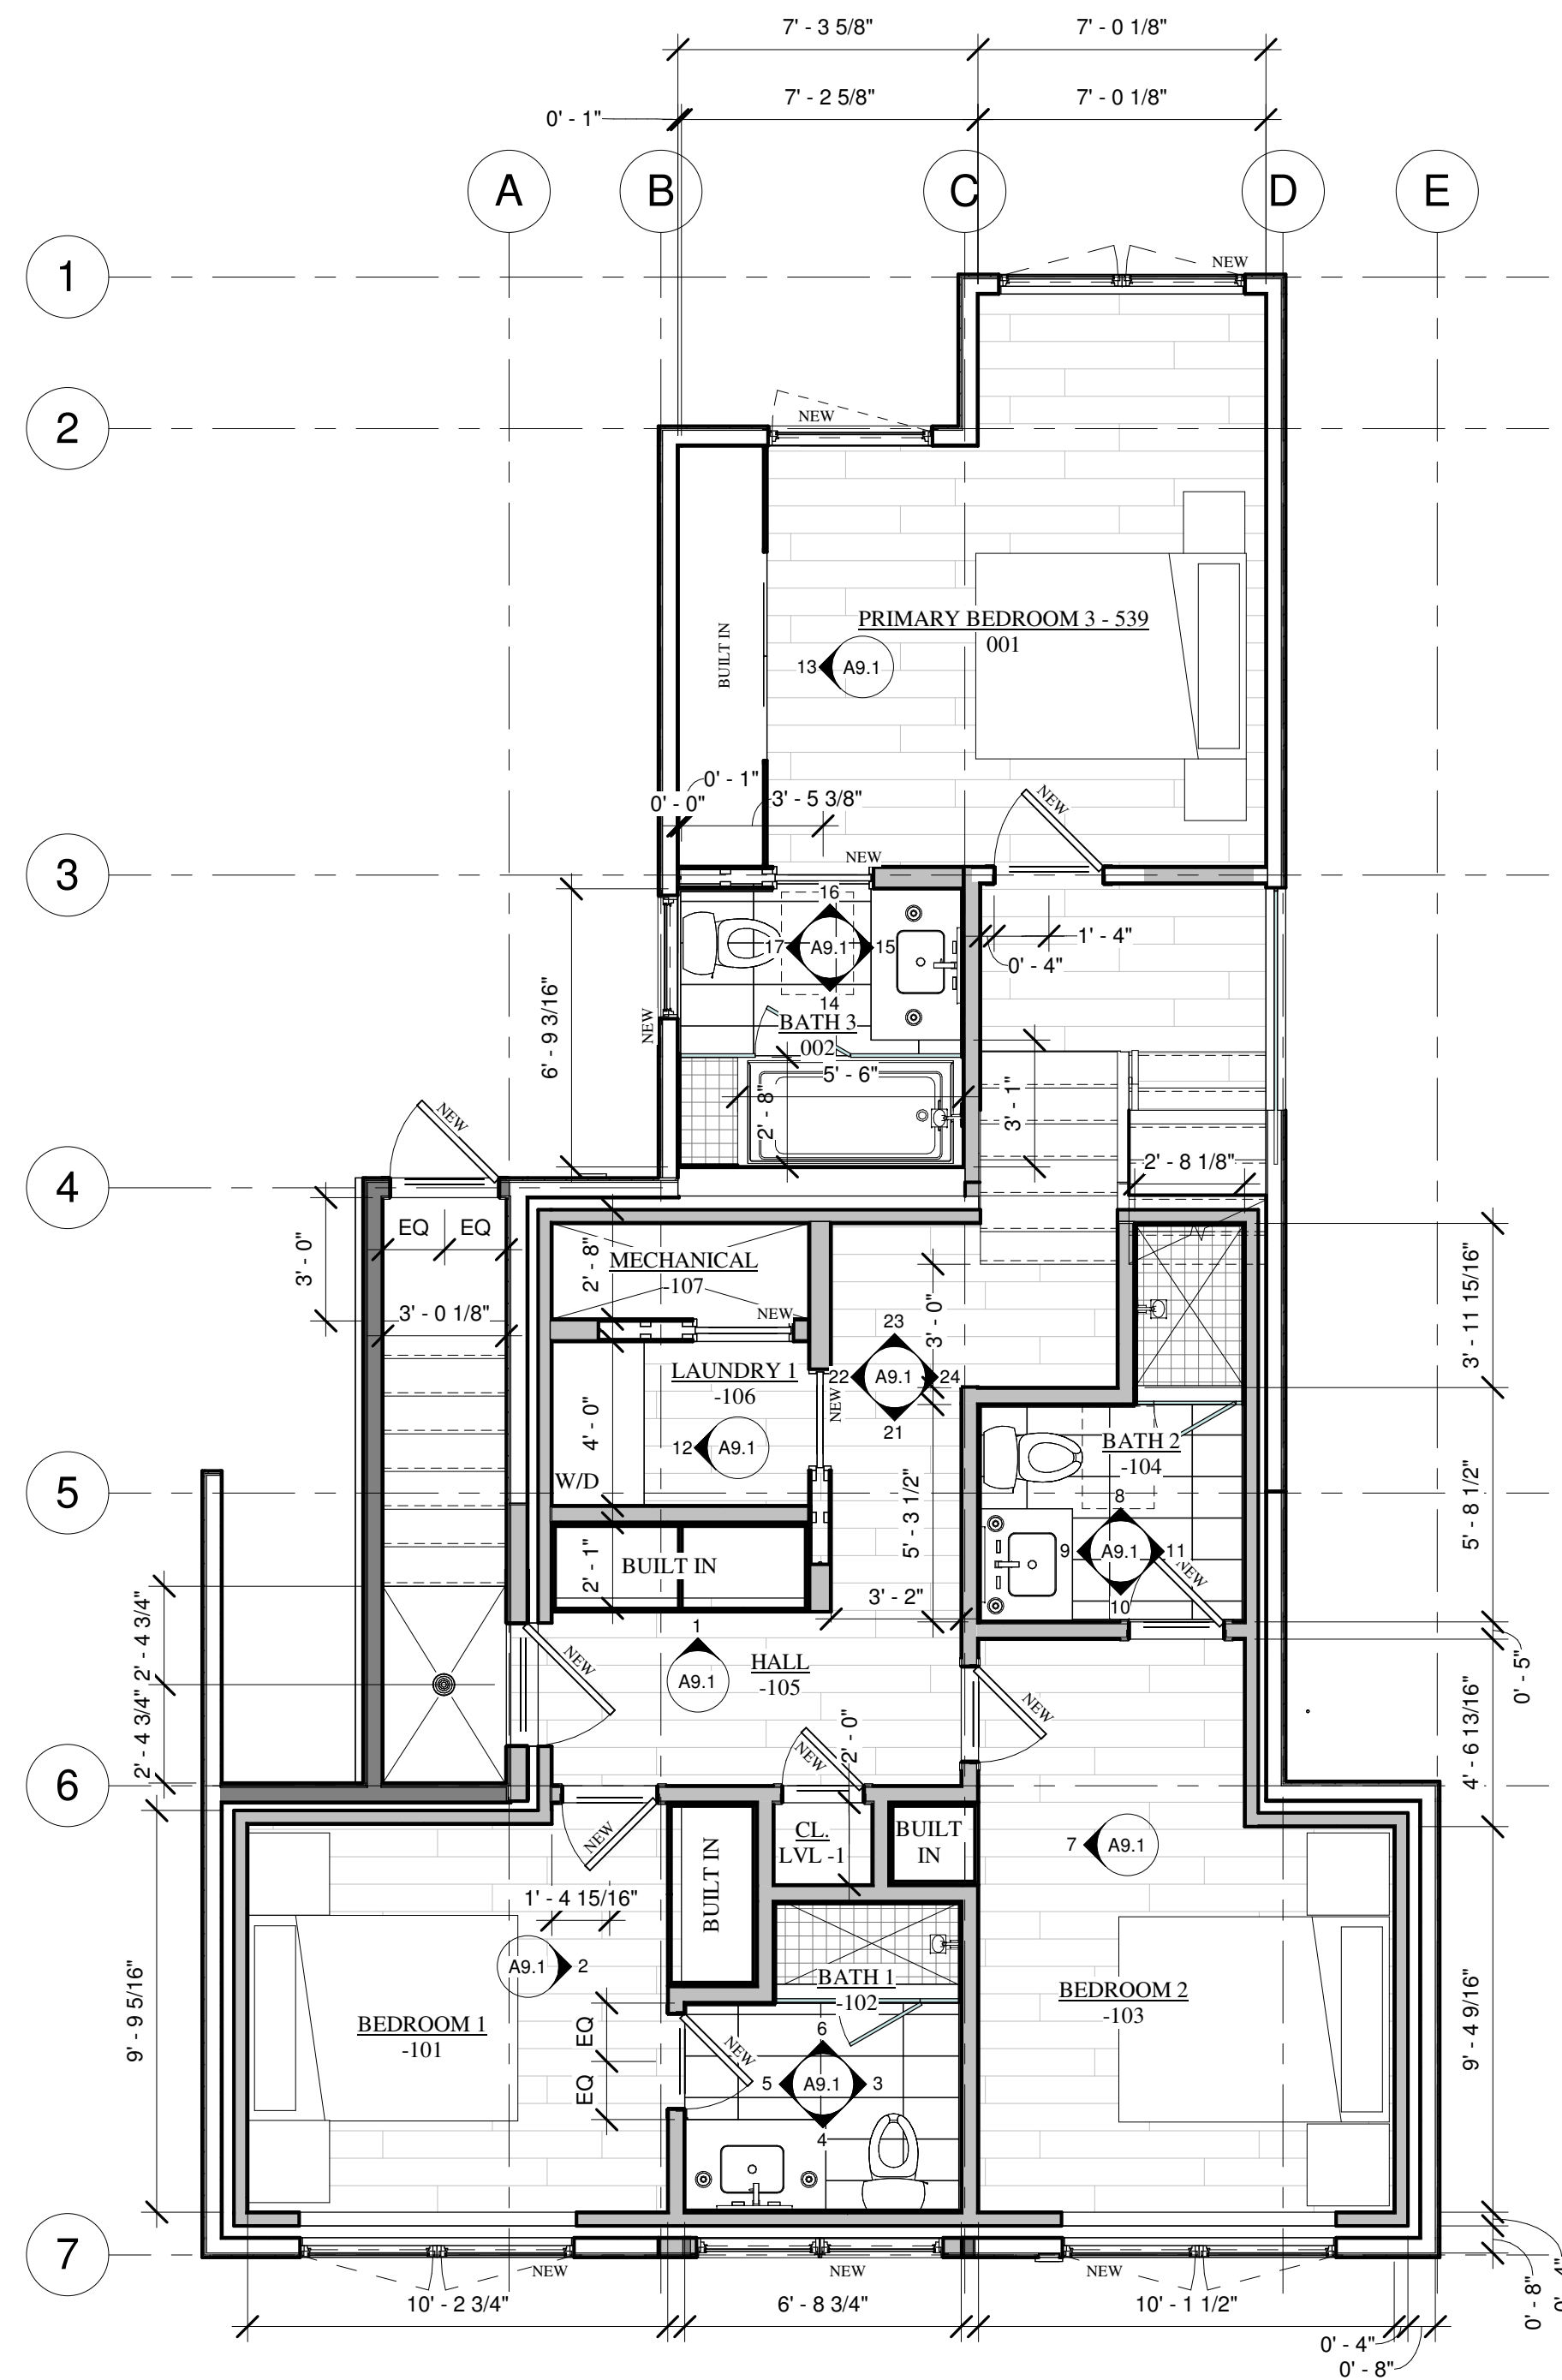 7' - 3 5/8" 7' - 0 1/8"
0' - 1" 7' - 2 5/8" 7' - 0 1/8"
A B C D E
1
NEW
2
NEW
PRIMARY BEDROOM 3 - 539
001
BUILT IN
13 A9.1
0' - 1"
0' - 0" 3' - 5 3/8"
NEW
3
NEW
16
17 A9.1 15
14
1' - 4"
0' - 4"
6' - 9 3/16"
NEW
BATH 3
002
5' - 6"
2' - 8"
3' - 1"
NEW
4
2' - 8 1/8"
EQ EQ
3' - 0"
3' - 0 1/8"
2' - 8"
MECHANICAL
-107
NEW
3' - 11 15/16"
23
22 A9.1 24
21
3' - 0"
LAUNDRY 1
-106
NEW
12 A9.1
4' - 0"
W/D
BATH 2
-104
5
8
9 A9.1 11
10
NEW
5' - 3 1/2"
5' - 8 1/2"
2' - 1"
BUILT IN
3' - 2"
2' - 4 3/4"
2' - 4 3/4"
1
A9.1
NEW
HALL
-105
NEW
0' - 5"
4' - 6 13/16"
6
NEW
2' - 0"
NEW
CL.
LVL -1
BUILT
IN
BUILT IN
7 A9.1
1' - 4 15/16"
A9.1 2
9' - 9 5/16"
BEDROOM 1
-101
EQ
EQ
BATH 1
-102
NEW
6
5 A9.1 3
4
BEDROOM 2
-103
9' - 4 9/16"
7
NEW NEW NEW
10' - 2 3/4" 6' - 8 3/4" 10' - 1 1/2"
0' - 8"
0' - 4"
0' - 4"
0' - 8"